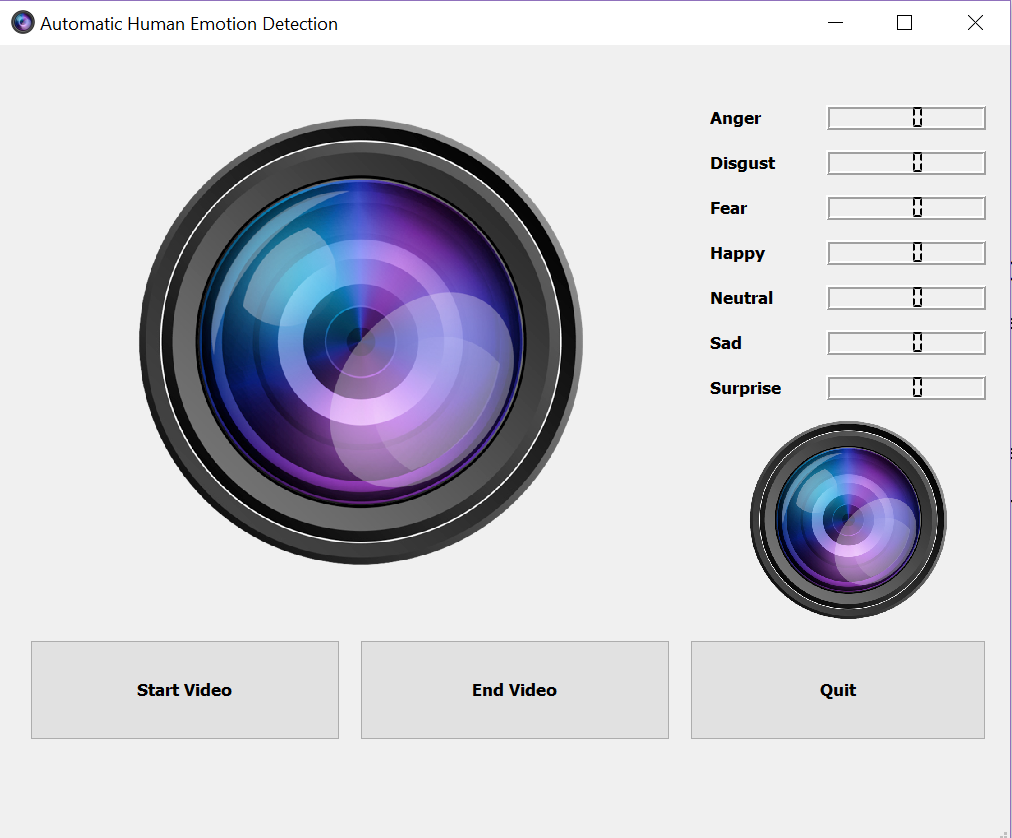 Automatic Human Emotion Detection
Anger 0
Disgust 0
Fear 0
Happy 0
Neutral 0
Sad 0
Surprise 0
Start Video End Video Quit